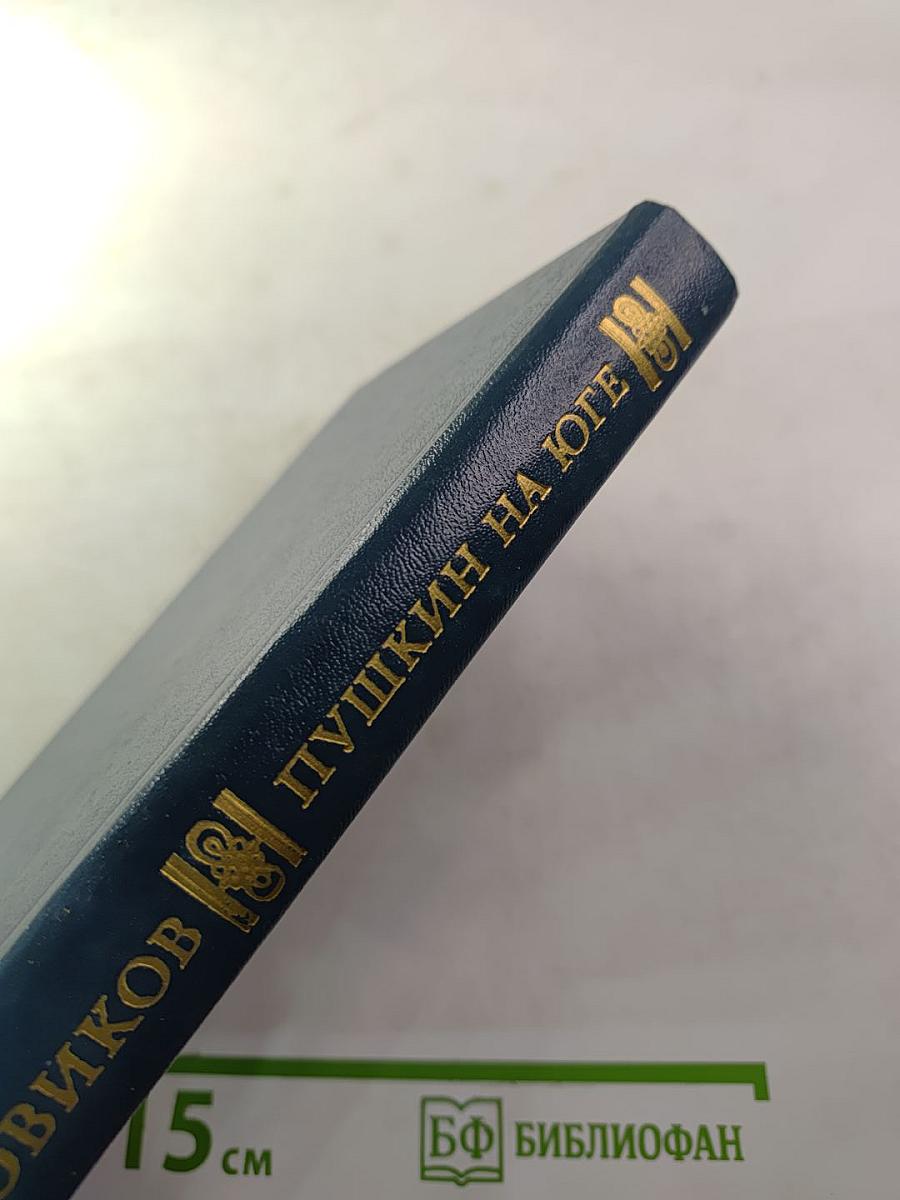 ОВИКОВ ПУШКИН НА ЮГЕ
15 см
БФ БИБЛИОФАН